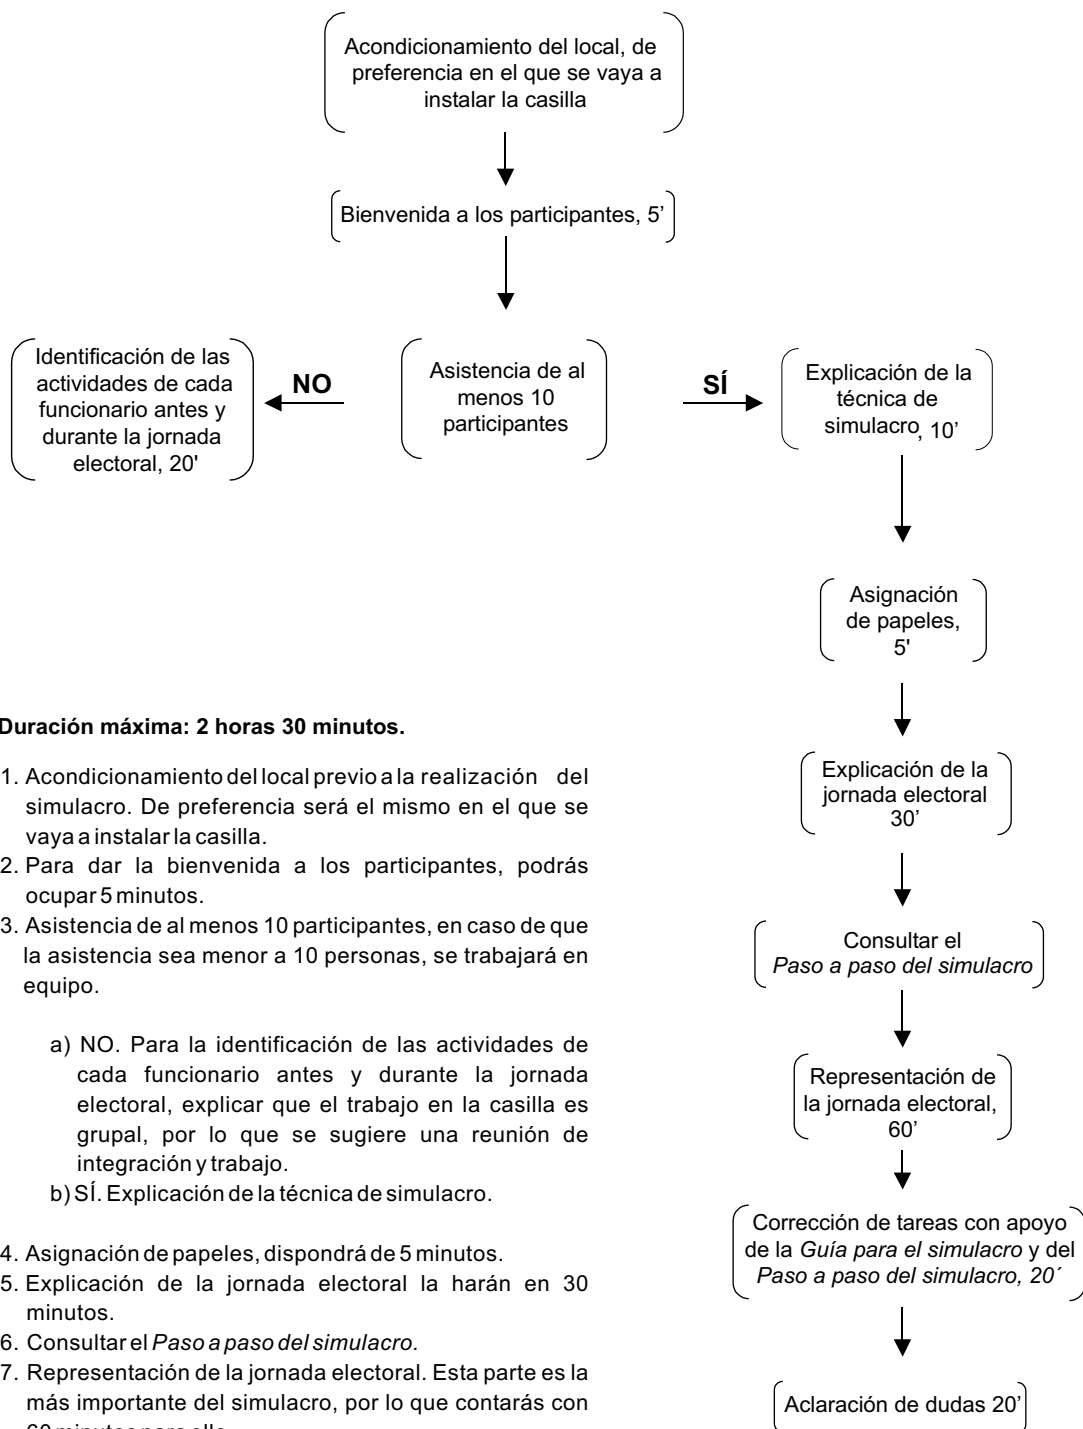 Acondicionamiento del local, de
preferencia en el que se vaya a
instalar la casilla
Bienvenida a los participantes, 5’
Identificación de las
actividades de cada
funcionario antes y
durante la jornada
electoral, 20'
NO
Asistencia de al
menos 10
participantes
SÍ
Explicación de la
técnica de
simulacro, 10’
Asignación
de papeles,
5'
Explicación de la
jornada electoral
30’
Consultar el
Paso a paso del simulacro
Representación de
la jornada electoral,
60’
Corrección de tareas con apoyo
de la Guía para el simulacro y del
Paso a paso del simulacro, 20´
Aclaración de dudas 20’
Duración máxima: 2 horas 30 minutos.
1. Acondicionamiento del local previo a la realización del
simulacro. De preferencia será el mismo en el que se
vaya a instalar la casilla.
2. Para dar la bienvenida a los participantes, podrás
ocupar 5 minutos.
3. Asistencia de al menos 10 participantes, en caso de que
la asistencia sea menor a 10 personas, se trabajará en
equipo.
a) NO. Para la identificación de las actividades de
cada funcionario antes y durante la jornada
electoral, explicar que el trabajo en la casilla es
grupal, por lo que se sugiere una reunión de
integración y trabajo.
b) SÍ. Explicación de la técnica de simulacro.
4. Asignación de papeles, dispondrá de 5 minutos.
5. Explicación de la jornada electoral la harán en 30
minutos.
6. Consultar el Paso a paso del simulacro.
7. Representación de la jornada electoral. Esta parte es la
más importante del simulacro, por lo que contarás con